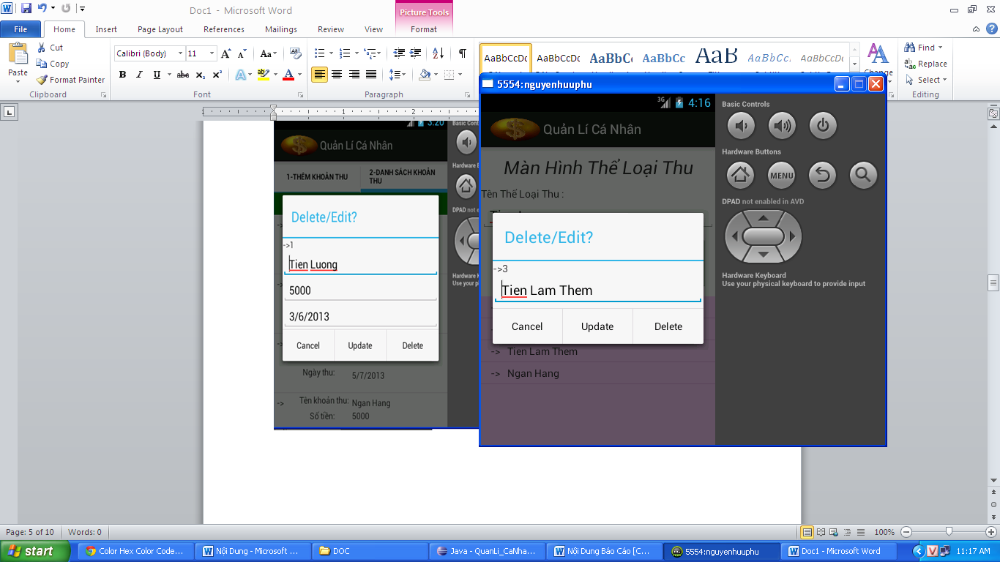 Doc1 - Microsoft Word
Picture Tools
File Home Insert Page Layout References Mailings Review View Format
Paste
Cut
Copy
Format Painter
Clipboard
Calibri (Body) 11
Font
Paragraph
AaBbCcDc AaBbCcDc AaBbCc AaBbCc AaB AaBbCc. AaBbCcDc
Change
Find
Replace
Select
Editing
3:20
Quản Lí Cá Nhân
1-THÊM KHOẢN THU
2-DANH SÁCH KHOẢN THU
Delete/Edit?
->1
Tien Luong
5000
3/6/2013
Cancel Update Delete
Ngày thu: 5/7/2013
-> Tên khoản thu: Ngan Hang
Số tiền: 5000
5554:nguyenhuuphu
3G 4:16
Quản Lí Cá Nhân
Màn Hình Thể Loại Thu
Tên Thể Loại Thu :
Delete/Edit?
->3
Tien Lam Them
Cancel Update Delete
-> Tien Lam Them
-> Ngan Hang
Basic Controls
Hardware Buttons
MENU
DPAD not enabled in AVD
Hardware Keyboard
Use your physical keyboard to provide input
Page: 5 of 10 Words: 0
100%
start
Color Hex Color Code...
Nội Dung - Microsoft ...
DOC
Java - QuanLi_CaNha...
Nội Dung Báo Cáo [C...
5554:nguyenhuuphu
Doc1 - Microsoft Word
11:17 AM